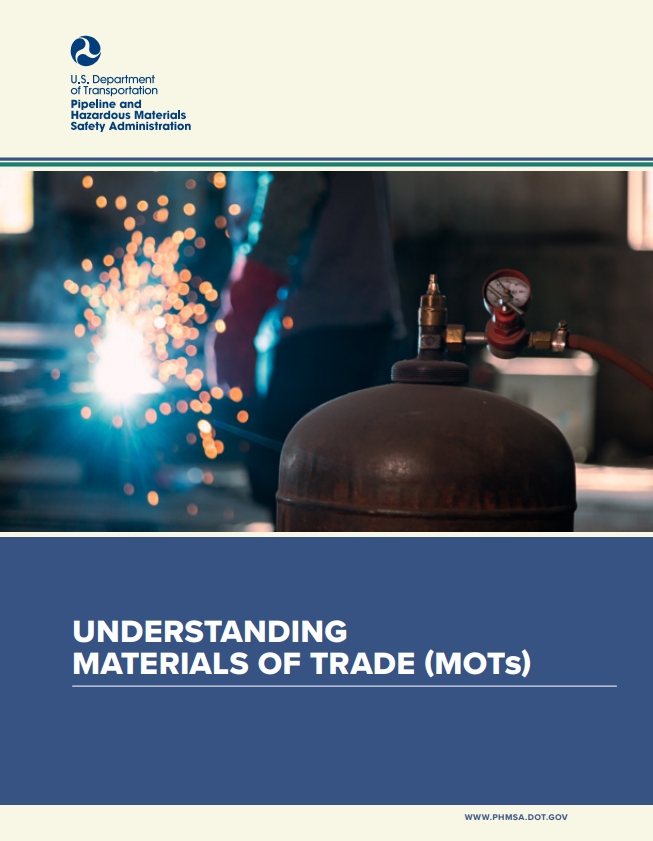 U.S. Department
of Transportation
Pipeline and
Hazardous Materials
Safety Administration
UNDERSTANDING
MATERIALS OF TRADE (MOTs)
WWW.PHMSA.DOT.GOV